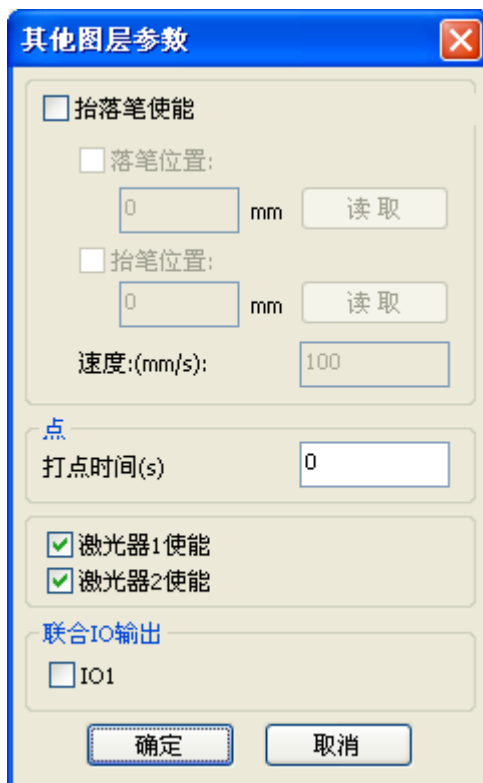 其他图层参数
抬落笔使能
落笔位置:
0 mm 读取
抬笔位置:
0 mm 读取
速度:(mm/s): 100
点
打点时间(s) 0
激光器1使能
激光器2使能
联合IO输出
IO1
确定 取消